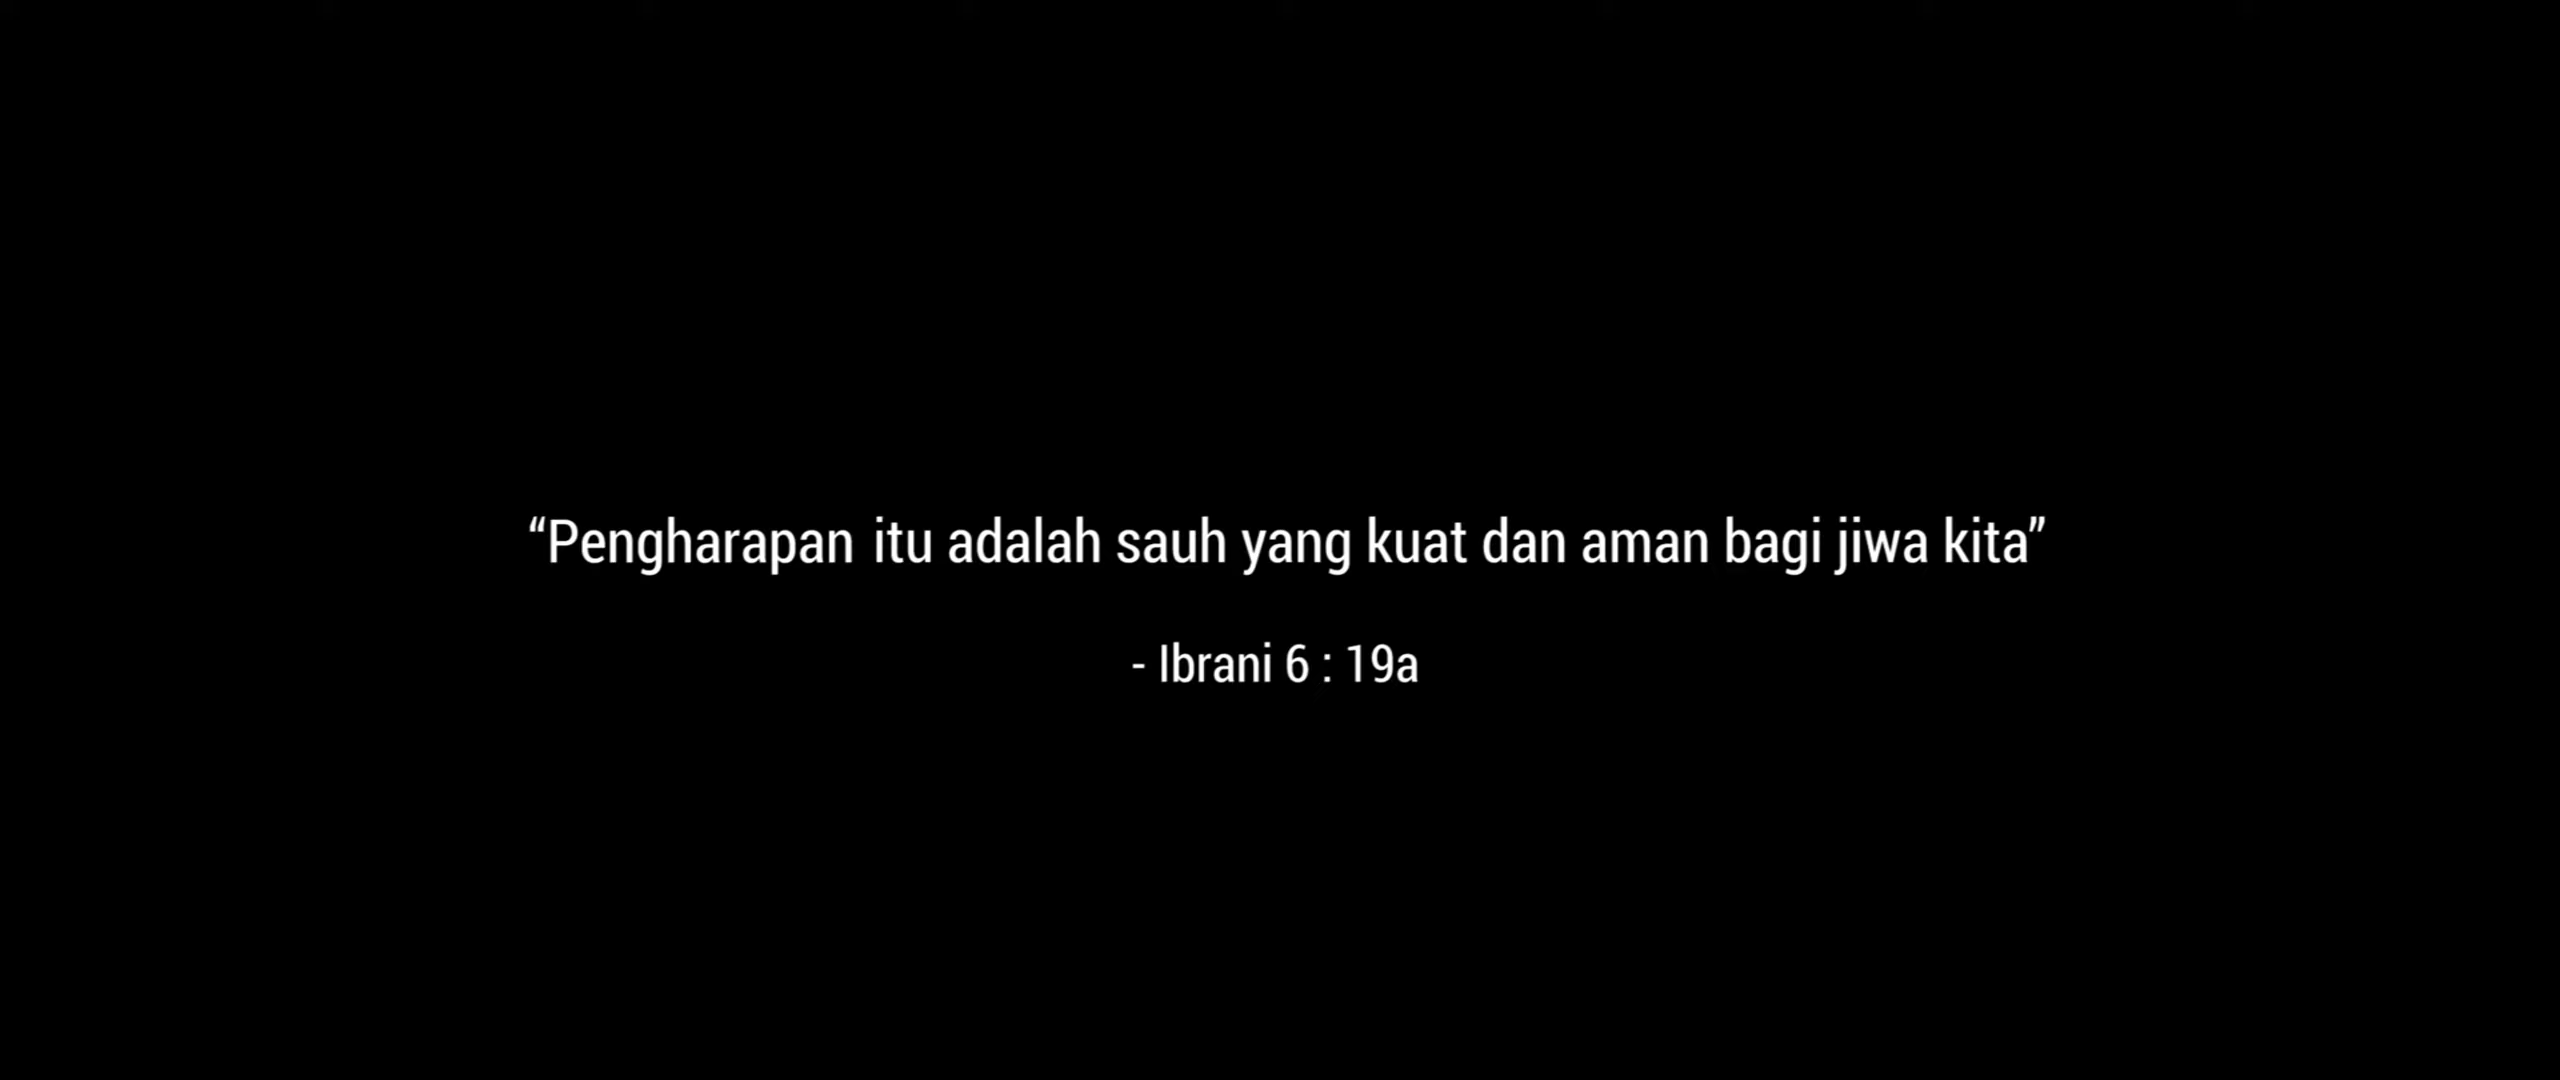 “Pengharapan itu adalah sauh yang kuat dan aman bagi jiwa kita”
- Ibrani 6 : 19a